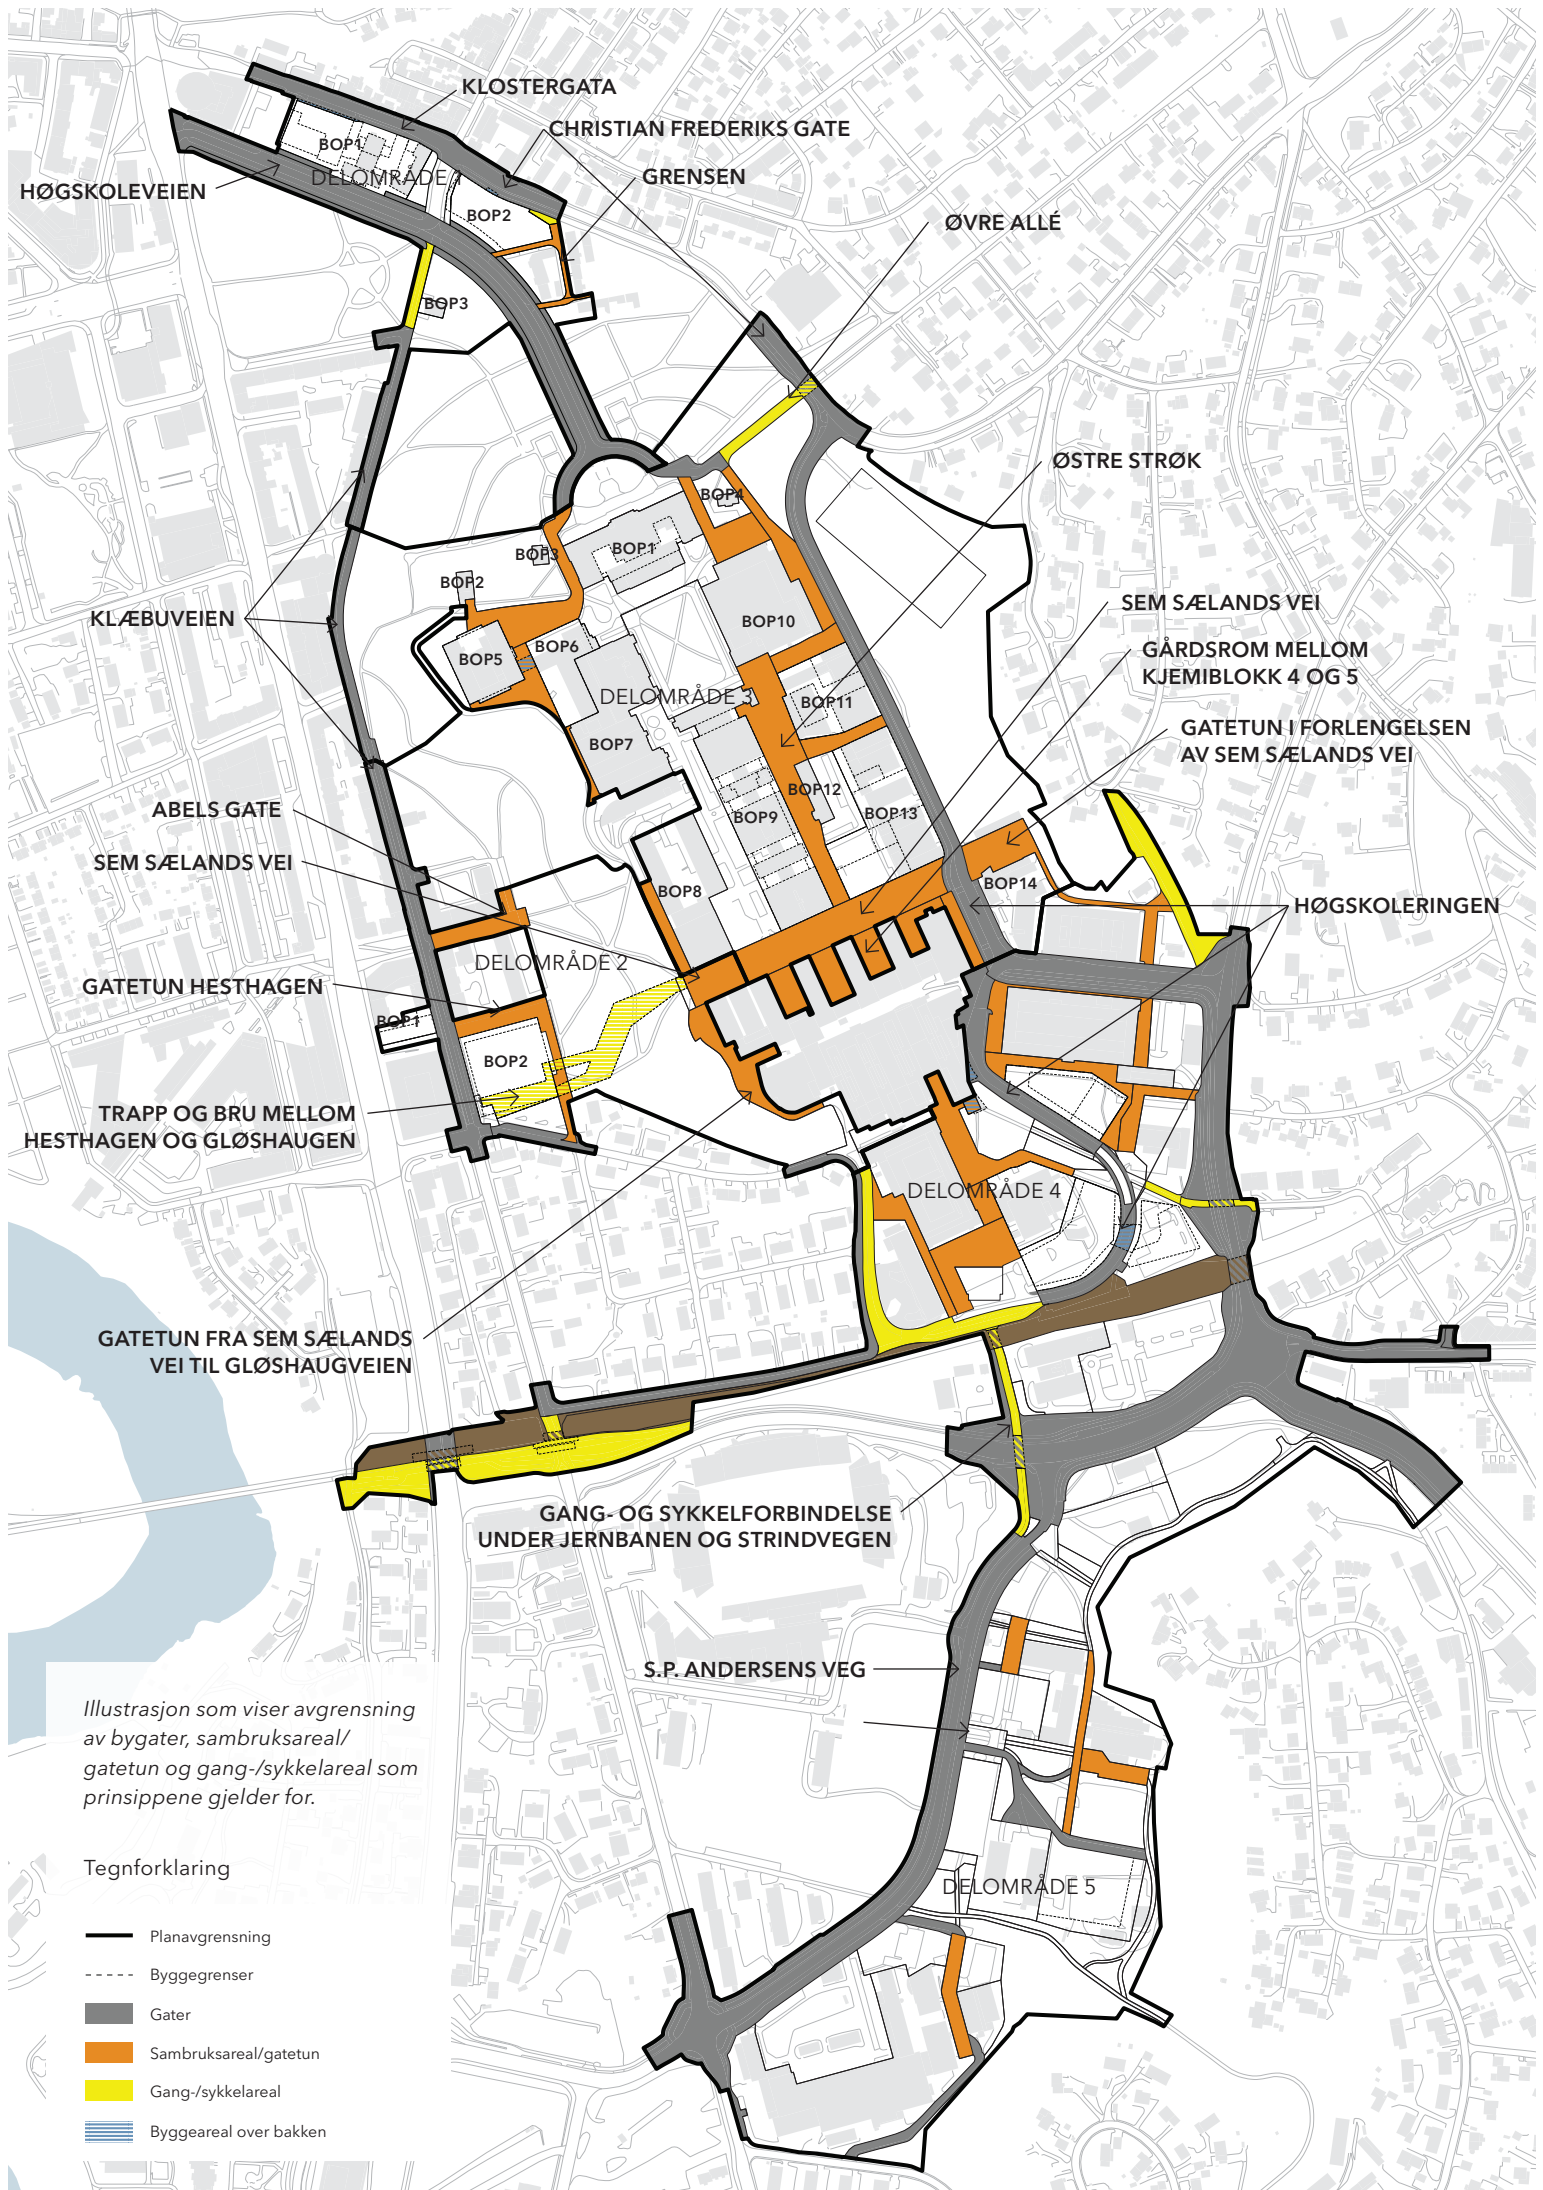 KLOSTERGATA
CHRISTIAN FREDERIKS GATE
BOP1
DELOMRÅDE 1
GRENSEN
HØGSKOLEVEIEN
BOP2
ØVRE ALLÉ
BOP3
ØSTRE STRØK
BOP4
BOP1
BOP3
BOP2
SEM SÆLANDS VEI
KLÆBUVEIEN
BOP10
BOP6
BOP5
GÅRDSROM MELLOM
KJEMIBLOKK 4 OG 5
DELOMRÅDE 3
BOP11
GATETUN I FORLENGELSEN
AV SEM SÆLANDS VEI
BOP7
BOP12
ABELS GATE
BOP9
BOP13
SEM SÆLANDS VEI
BOP8
BOP14
HØGSKOLERINGEN
DELOMRÅDE 2
GATETUN HESTHAGEN
BOP1
BOP2
TRAPP OG BRU MELLOM
HESTHAGEN OG GLØSHAUGEN
DELOMRÅDE 4
GATETUN FRA SEM SÆLANDS
VEI TIL GLØSHAUGVEIEN
GANG- OG SYKKELFORBINDELSE
UNDER JERNBANEN OG STRINDVEGEN
S.P. ANDERSENS VEG
DELOMRÅDE 5
Illustrasjon som viser avgrensning
av bygater, sambruksareal/
gatetun og gang-/sykkelareal som
prinsippene gjelder for.
Tegnforklaring
Planavgrensning
Byggegrenser
Gater
Sambruksareal/gatetun
Gang-/sykkelareal
Byggeareal over bakken